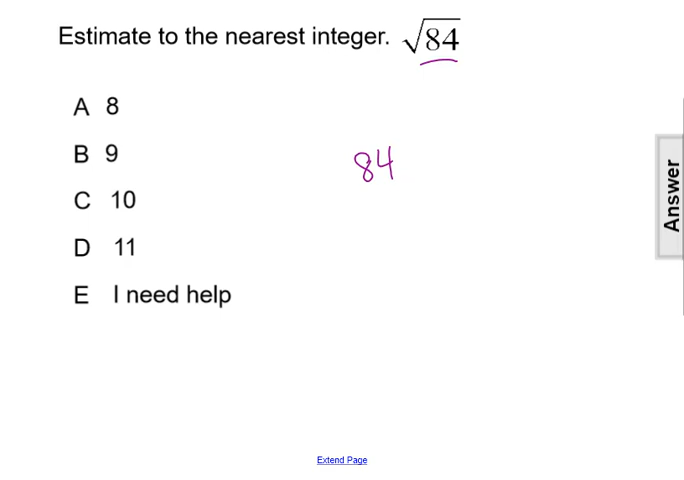 Estimate to the nearest integer. √84
A 8
B 9
84
C 10
D 11
E I need help
Answer
Extend Page